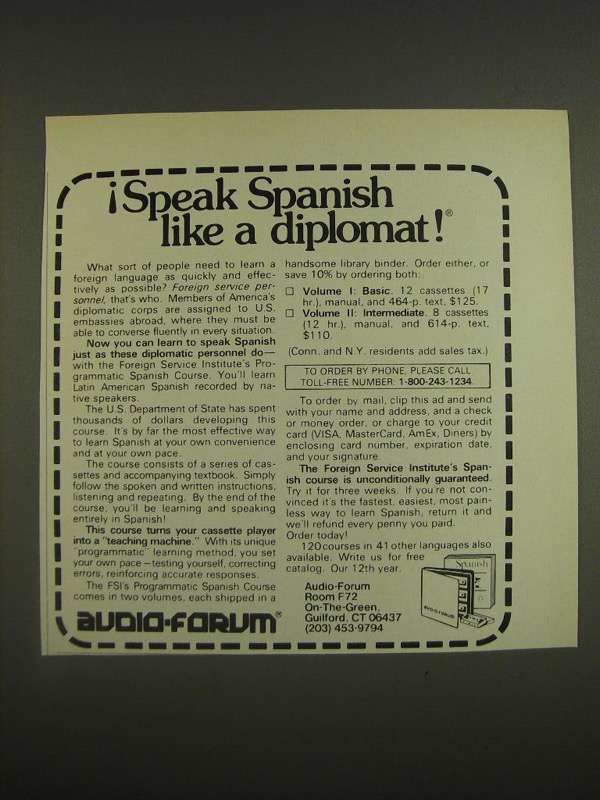 ¡Speak Spanish
like a diplomat!®
What sort of people need to learn a
foreign language as quickly and effec-
tively as possible? Foreign service per-
sonnel, that's who. Members of America's
diplomatic corps are assigned to U.S.
embassies abroad, where they must be
able to converse fluently in every situation.
Now you can learn to speak Spanish
just as these diplomatic personnel do—
with the Foreign Service Institute's Pro-
grammatic Spanish Course. You'll learn
Latin American Spanish recorded by na-
tive speakers.
The U.S. Department of State has spent
thousands of dollars developing this
course. It's by far the most effective way
to learn Spanish at your own convenience
and at your own pace.
The course consists of a series of cas-
settes and accompanying textbook. Simply
follow the spoken and written instructions,
listening and repeating. By the end of the
course, you'll be learning and speaking
entirely in Spanish!
This course turns your cassette player
into a "teaching machine." With its unique
"programmatic" learning method, you set
your own pace—testing yourself, correcting
errors, reinforcing accurate responses.
The FSI's Programmatic Spanish Course
comes in two volumes, each shipped in a
handsome library binder. Order either, or
save 10% by ordering both:
☐ Volume I: Basic. 12 cassettes (17
hr.), manual, and 464-p. text, $125.
☐ Volume II: Intermediate. 8 cassettes
(12 hr.), manual, and 614-p. text,
$110.
(Conn. and N.Y. residents add sales tax.)
TO ORDER BY PHONE, PLEASE CALL
TOLL-FREE NUMBER: 1-800-243-1234.
To order by mail, clip this ad and send
with your name and address, and a check
or money order, or charge to your credit
card (VISA, MasterCard, AmEx, Diners) by
enclosing card number, expiration date,
and your signature.
The Foreign Service Institute's Span-
ish course is unconditionally guaranteed.
Try it for three weeks. If you're not con-
vinced it's the fastest, easiest, most pain-
less way to learn Spanish, return it and
we'll refund every penny you paid.
Order today!
120 courses in 41 other languages also
available. Write us for free
catalog. Our 12th year.
Audio-Forum
Room F72
On-The-Green,
Guilford, CT 06437
(203) 453-9794
Spanish
AUDIO-FORUM
AUDIO-FORUM®